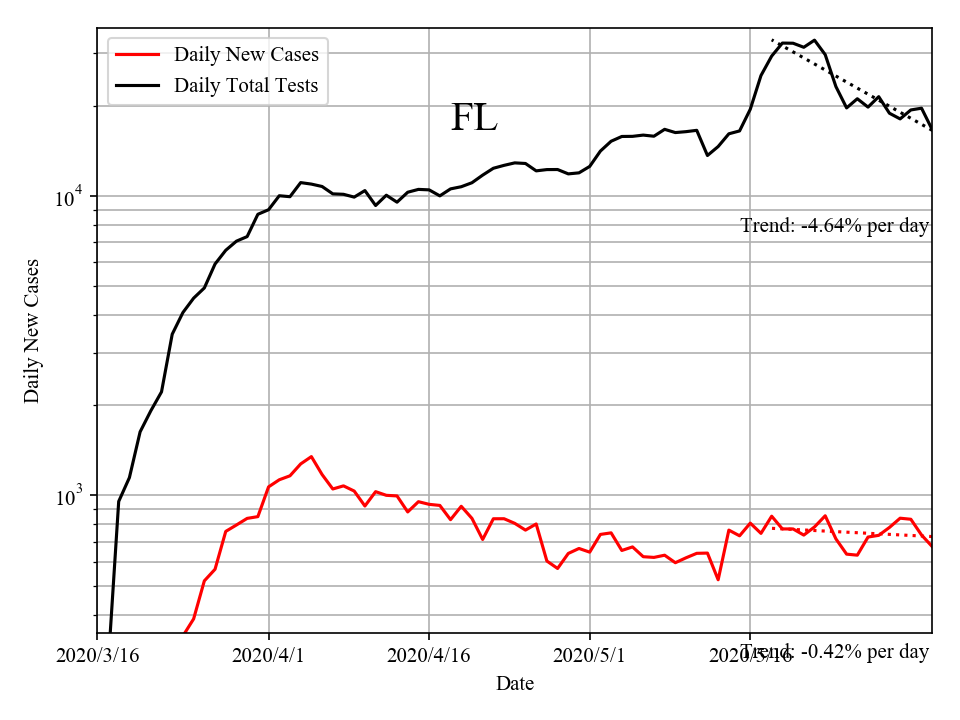 Daily New Cases
Daily Total Tests
FL
10^4
Trend: -4.64% per day
Daily New Cases
10^3
2020/3/16
2020/4/1
2020/4/16
2020/5/1
2020/5/16
Trend: -0.42% per day
Date